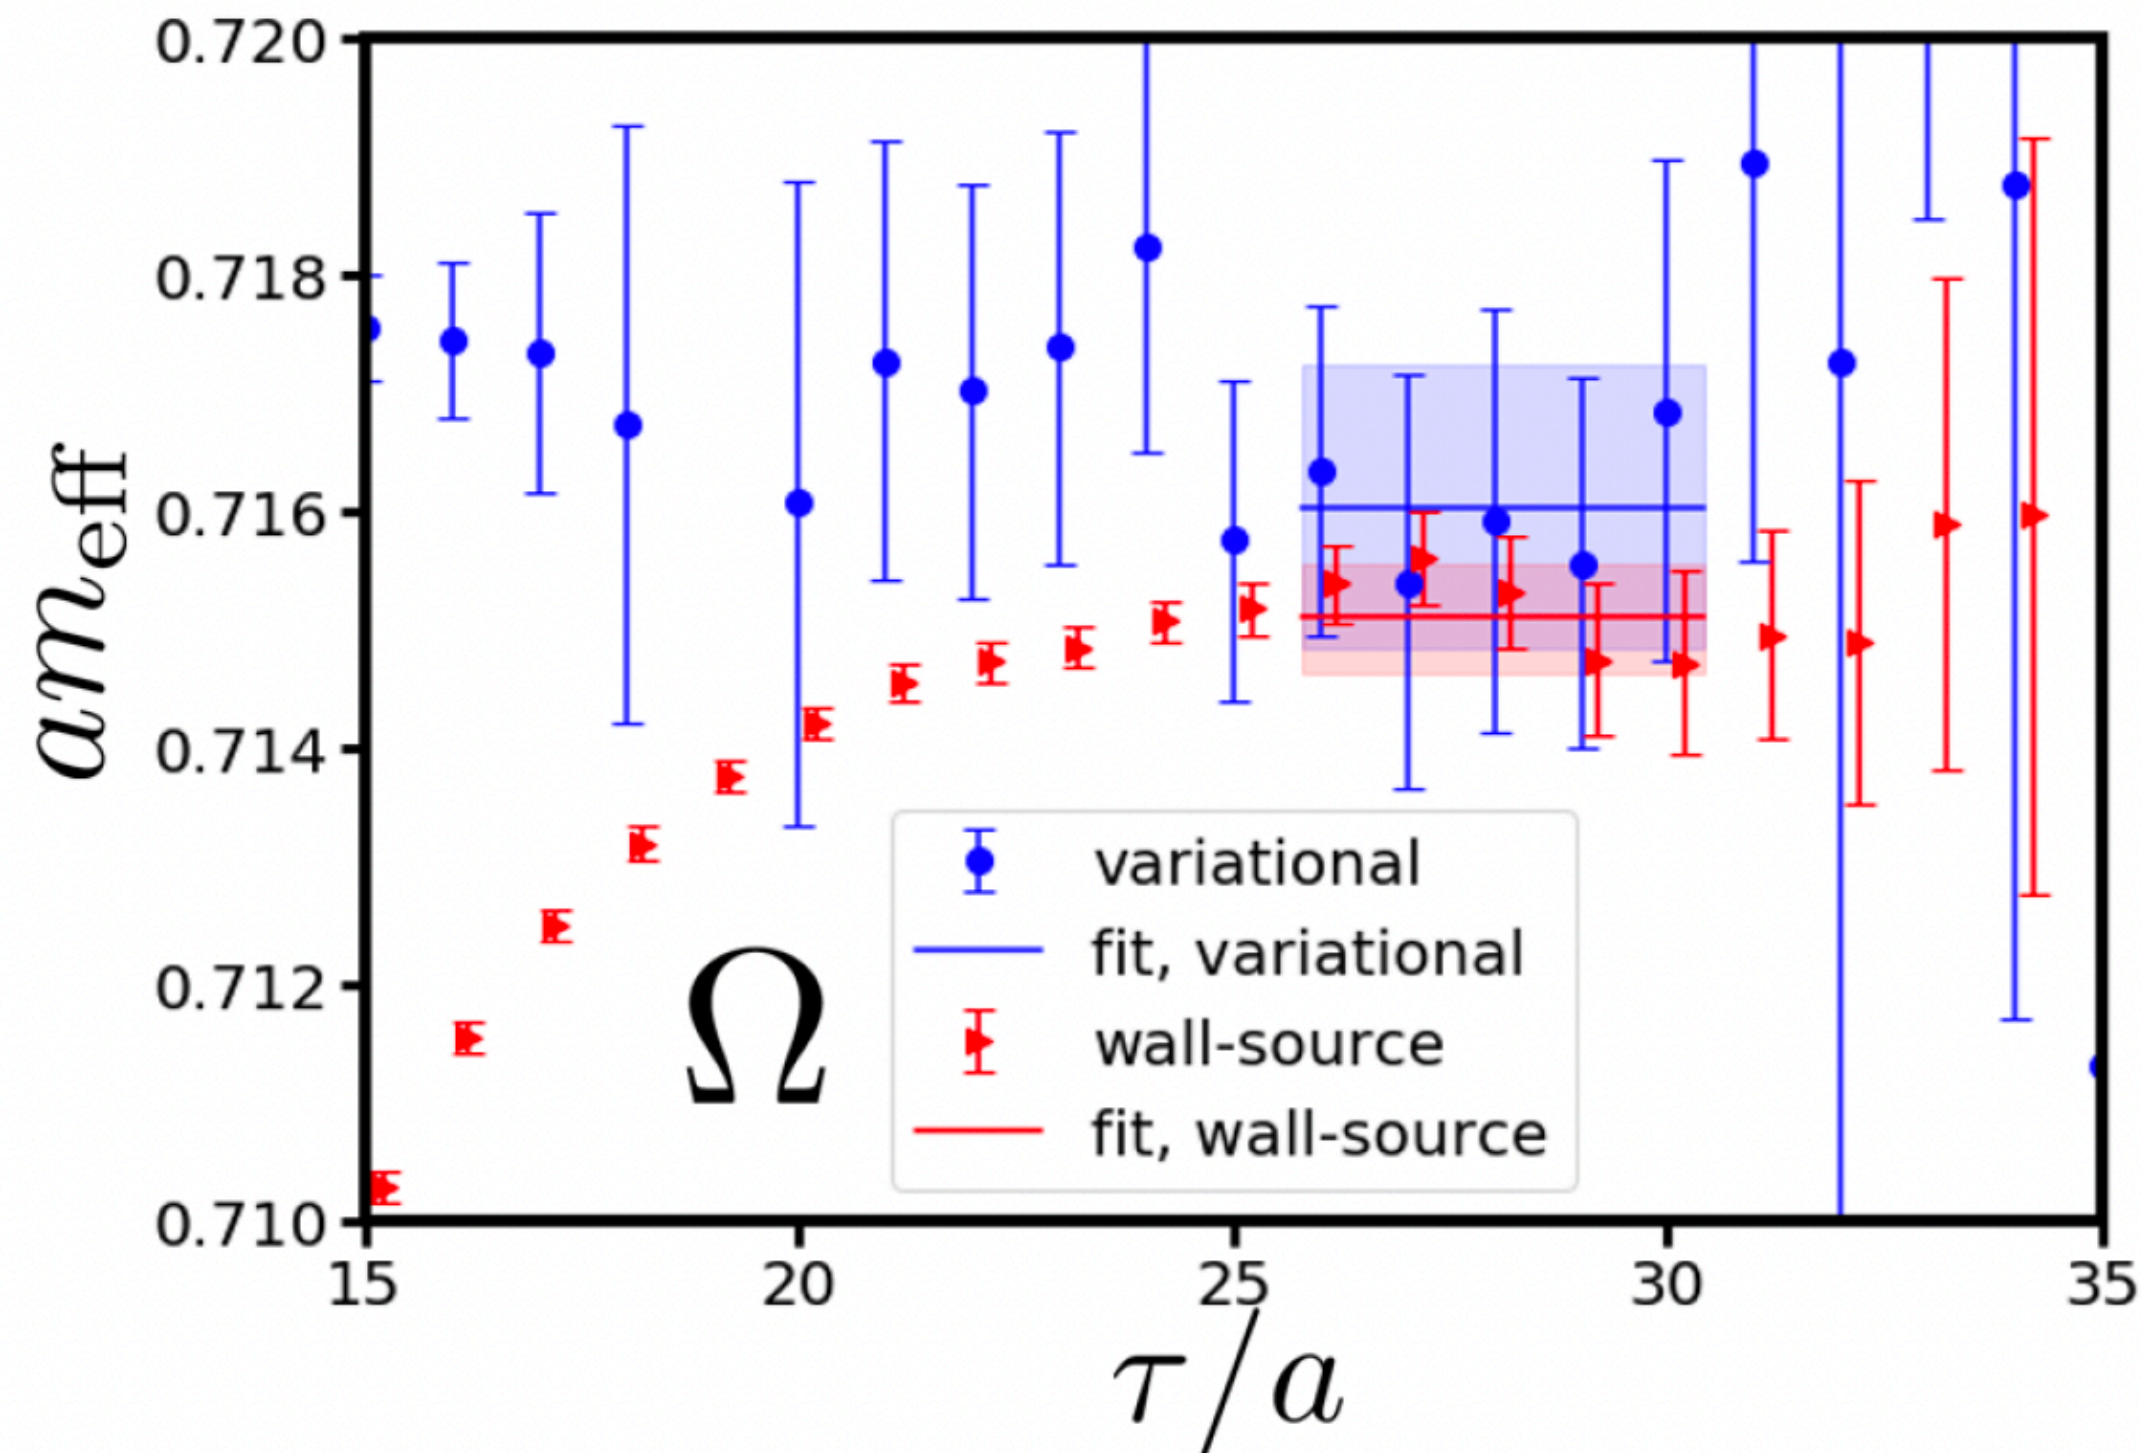 0.720
0.718
0.716
0.714
0.712
0.710
am_eff
15 20 25 30 35
τ/a
Ω
variational
fit, variational
wall-source
fit, wall-source